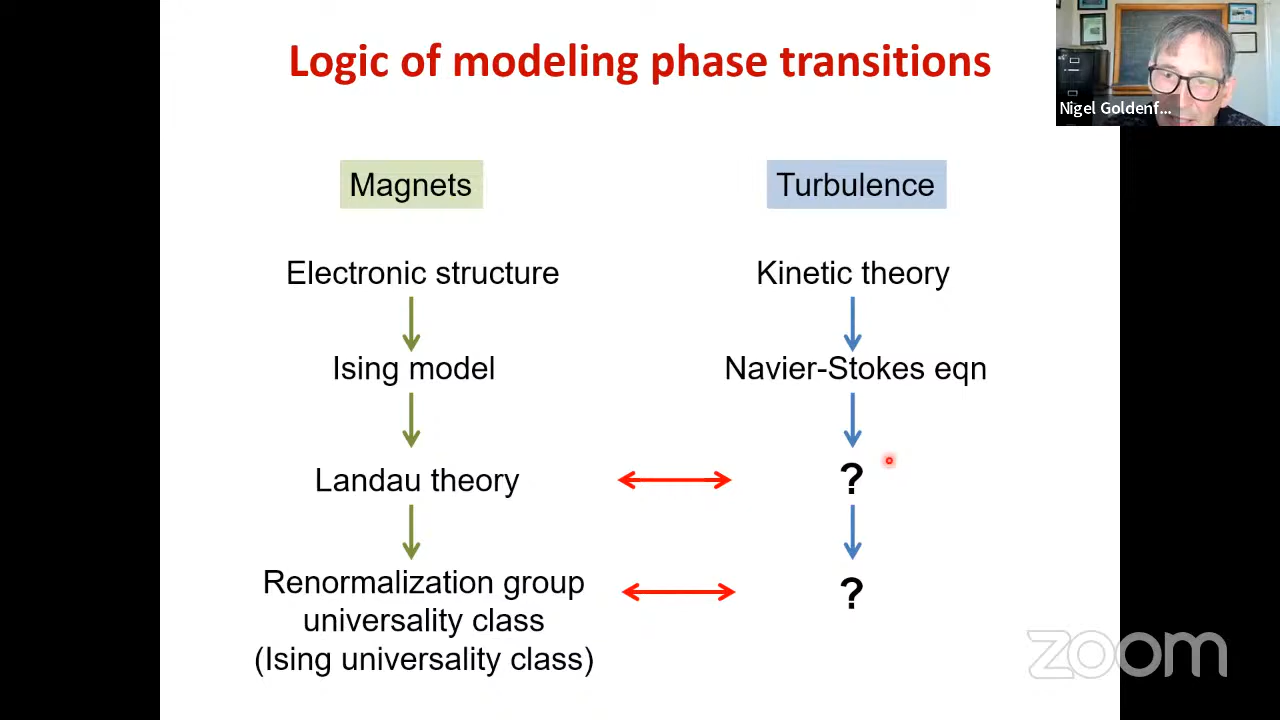 Logic of modeling phase transitions
Nigel Goldenf...
Magnets
Turbulence
Electronic structure
Kinetic theory
Ising model
Navier-Stokes eqn
Landau theory
?
Renormalization group
universality class
(Ising universality class)
?
zoom